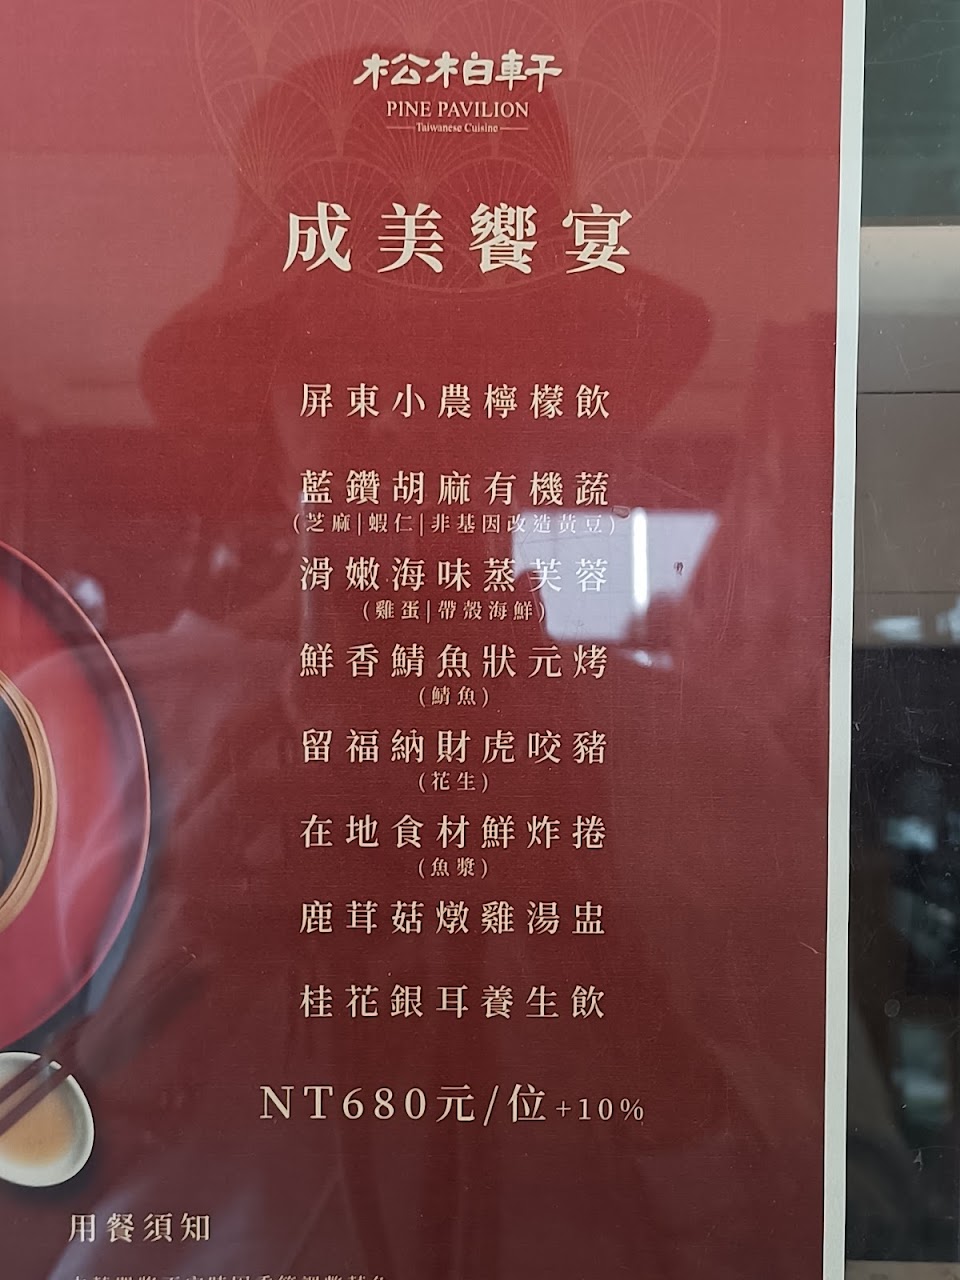 松柏軒
PINE PAVILION
Taiwanese Cuisine
成美饗宴
屏東小農檸檬飲
藍鑽胡麻有機蔬
(芝麻|蝦仁|非基因改造黃豆)
滑嫩海味蒸芙蓉
(雞蛋|帶殼海鮮)
鮮香鯖魚狀元烤
(鯖魚)
留福納財虎咬豬
(花生)
在地食材鮮炸捲
(魚漿)
鹿茸菇燉雞湯盅
桂花銀耳養生飲
NT680元/位+10%
用餐須知